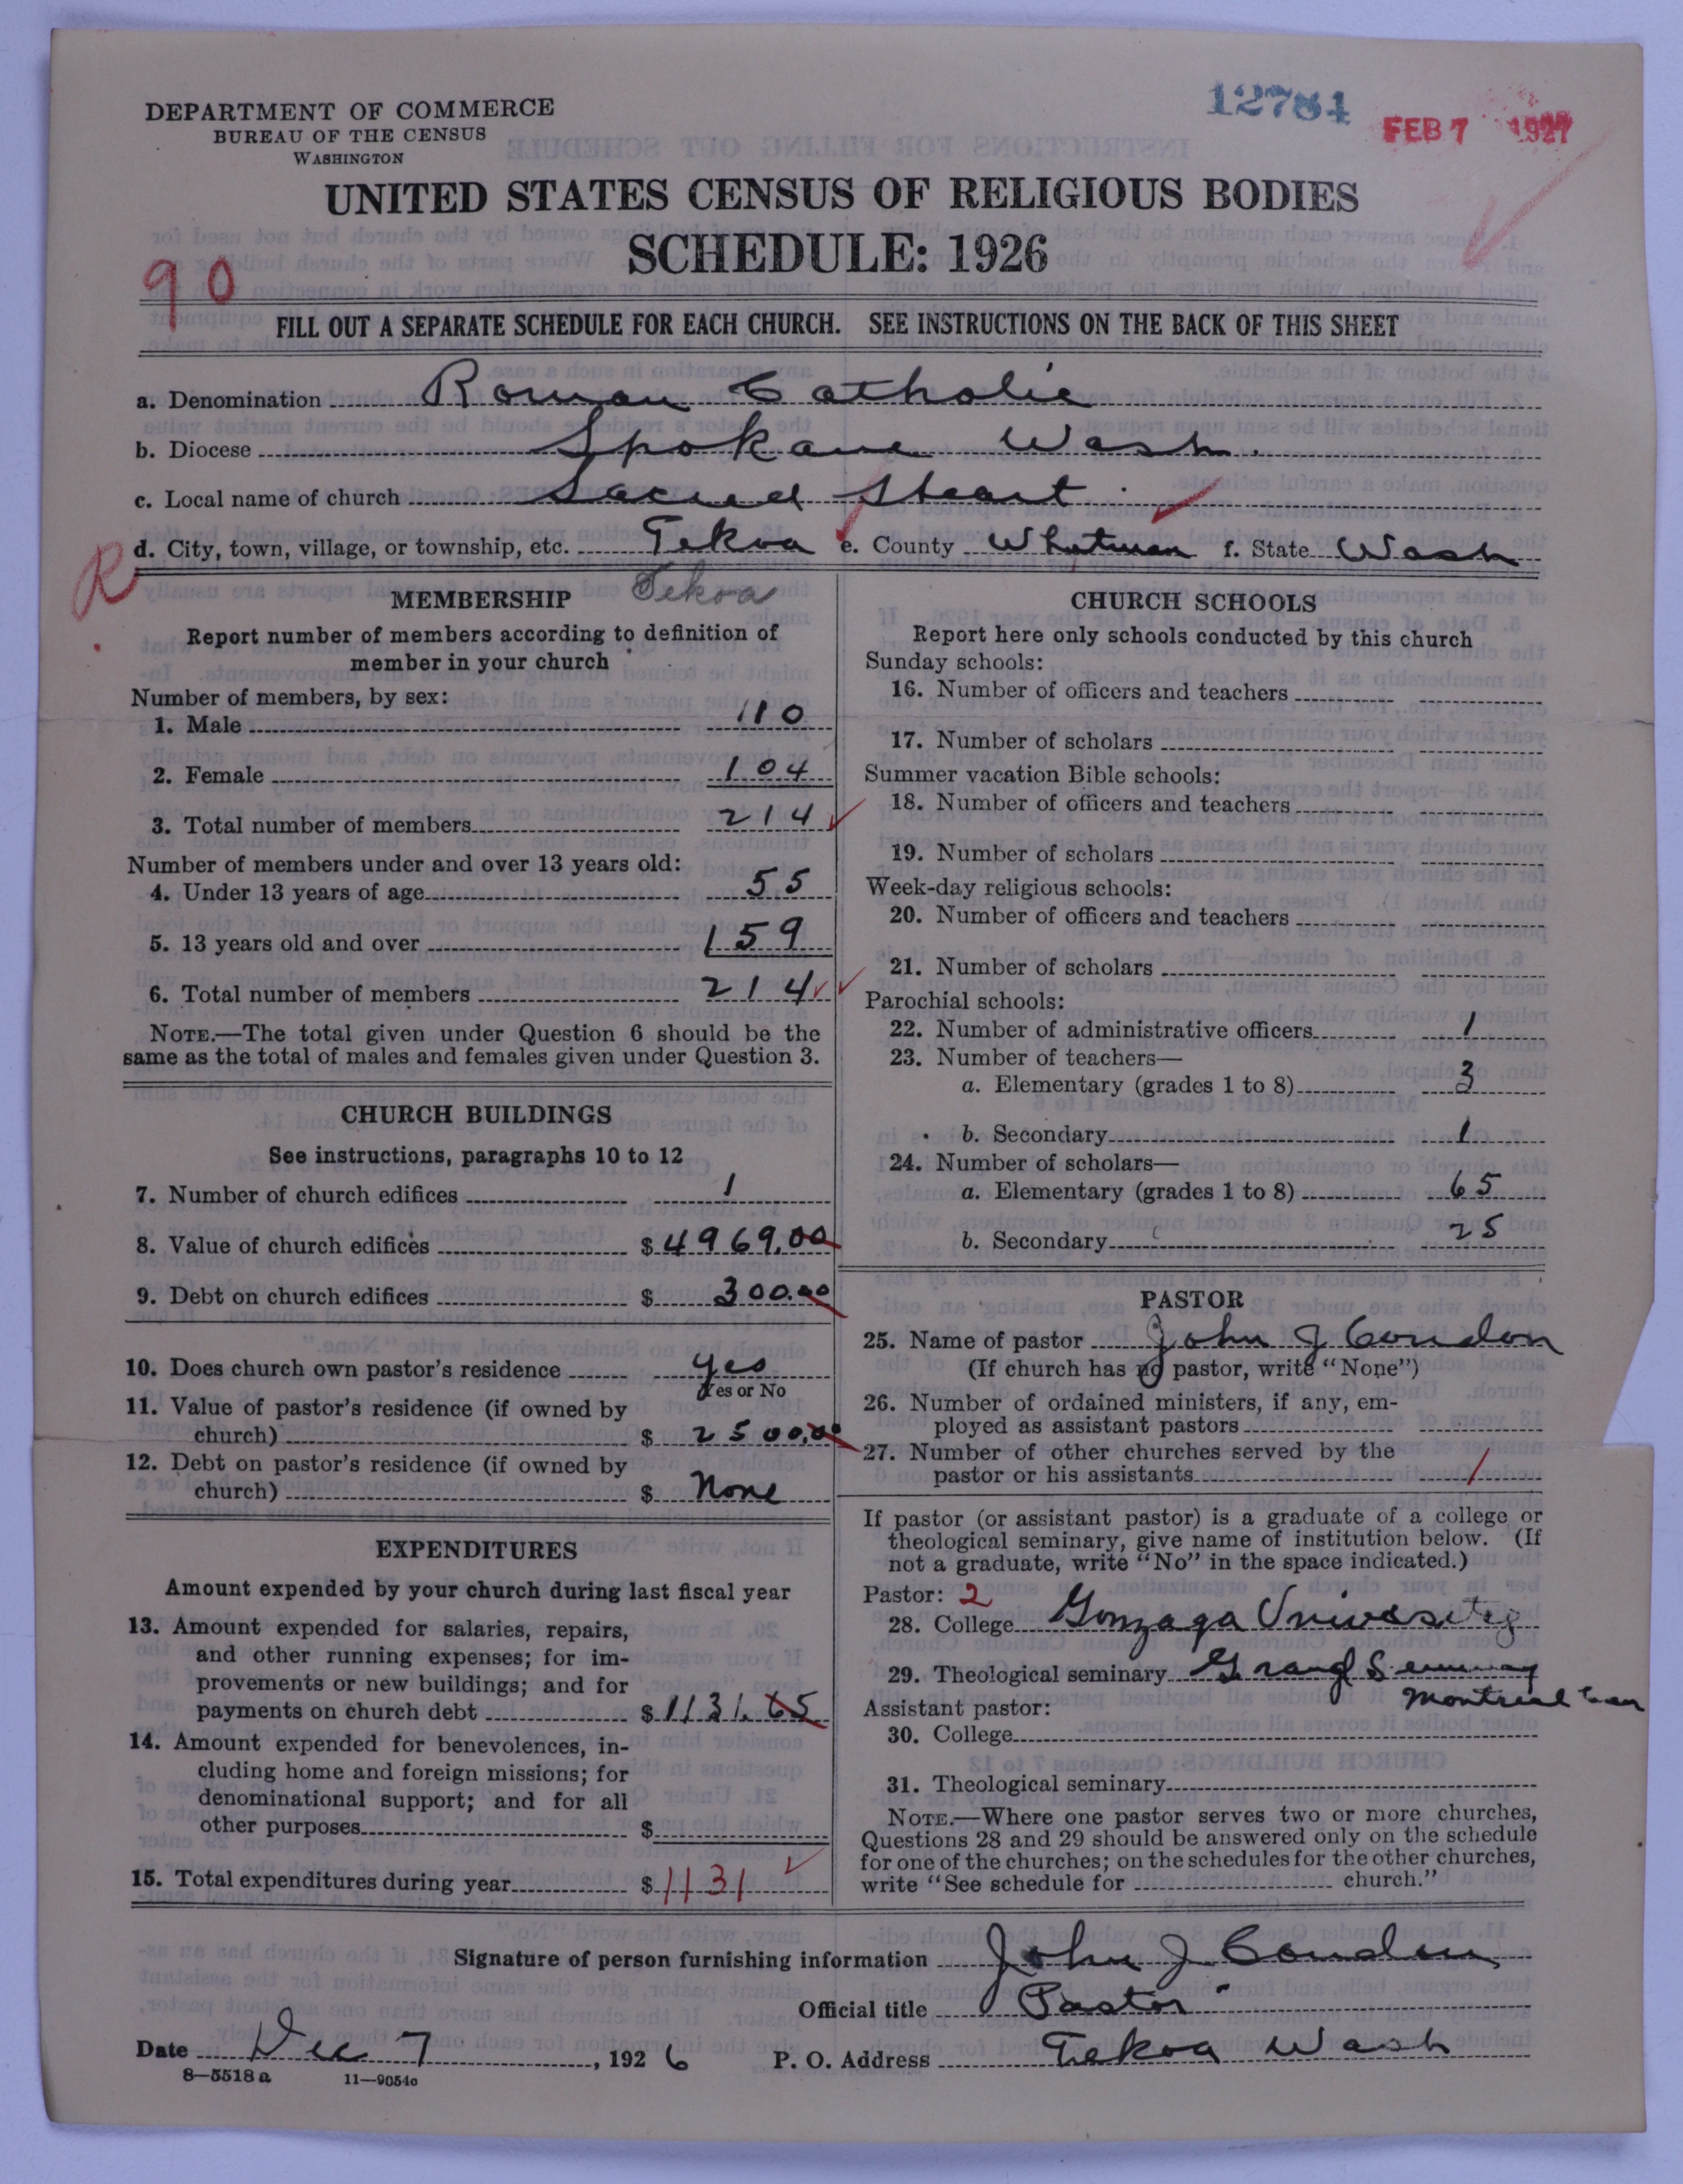 DEPARTMENT OF COMMERCE
BUREAU OF THE CENSUS
WASHINGTON
12784
FEB 7 1927
UNITED STATES CENSUS OF RELIGIOUS BODIES
SCHEDULE: 1926
90
FILL OUT A SEPARATE SCHEDULE FOR EACH CHURCH. SEE INSTRUCTIONS ON THE BACK OF THIS SHEET
a. Denomination Roman Catholic
b. Diocese Spokane Wash.
c. Local name of church Sacred Heart
d. City, town, village, or township, etc. Tekoa e. County Whitman f. State Wash
R
MEMBERSHIP Tekoa
Report number of members according to definition of
member in your church
Number of members, by sex:
1. Male 110
2. Female 104
3. Total number of members 214
Number of members under and over 13 years old:
4. Under 13 years of age 55
5. 13 years old and over 159
6. Total number of members 214
NOTE.—The total given under Question 6 should be the
same as the total of males and females given under Question 3.
CHURCH BUILDINGS
See instructions, paragraphs 10 to 12
7. Number of church edifices 1
8. Value of church edifices $ 4969.00
9. Debt on church edifices $ 300.00
10. Does church own pastor's residence yes
Yes or No
11. Value of pastor's residence (if owned by
church) $ 2500.00
12. Debt on pastor's residence (if owned by
church) $ None
EXPENDITURES
Amount expended by your church during last fiscal year
13. Amount expended for salaries, repairs,
and other running expenses; for im-
provements or new buildings; and for
payments on church debt $ 1131.65
14. Amount expended for benevolences, in-
cluding home and foreign missions; for
denominational support; and for all
other purposes $
15. Total expenditures during year $ 1131
CHURCH SCHOOLS
Report here only schools conducted by this church
Sunday schools:
16. Number of officers and teachers
17. Number of scholars
Summer vacation Bible schools:
18. Number of officers and teachers
19. Number of scholars
Week-day religious schools:
20. Number of officers and teachers
21. Number of scholars
Parochial schools:
22. Number of administrative officers 1
23. Number of teachers—
a. Elementary (grades 1 to 8) 3
b. Secondary 1
24. Number of scholars—
a. Elementary (grades 1 to 8) 65
b. Secondary 25
PASTOR
25. Name of pastor John J Condon
(If church has no pastor, write "None")
26. Number of ordained ministers, if any, em-
ployed as assistant pastors
27. Number of other churches served by the
pastor or his assistants 1
If pastor (or assistant pastor) is a graduate of a college or
theological seminary, give name of institution below. (If
not a graduate, write "No" in the space indicated.)
Pastor: 2
28. College Gonzaga University
29. Theological seminary Grand Seminary
Montreal Can
Assistant pastor:
30. College
31. Theological seminary
NOTE.—Where one pastor serves two or more churches,
Questions 28 and 29 should be answered only on the schedule
for one of the churches; on the schedules for the other churches,
write "See schedule for church."
Signature of person furnishing information John J Condon
Official title Pastor
Date Dec 7, 1926 P. O. Address Tekoa Wash
8—5518a 11—9054c